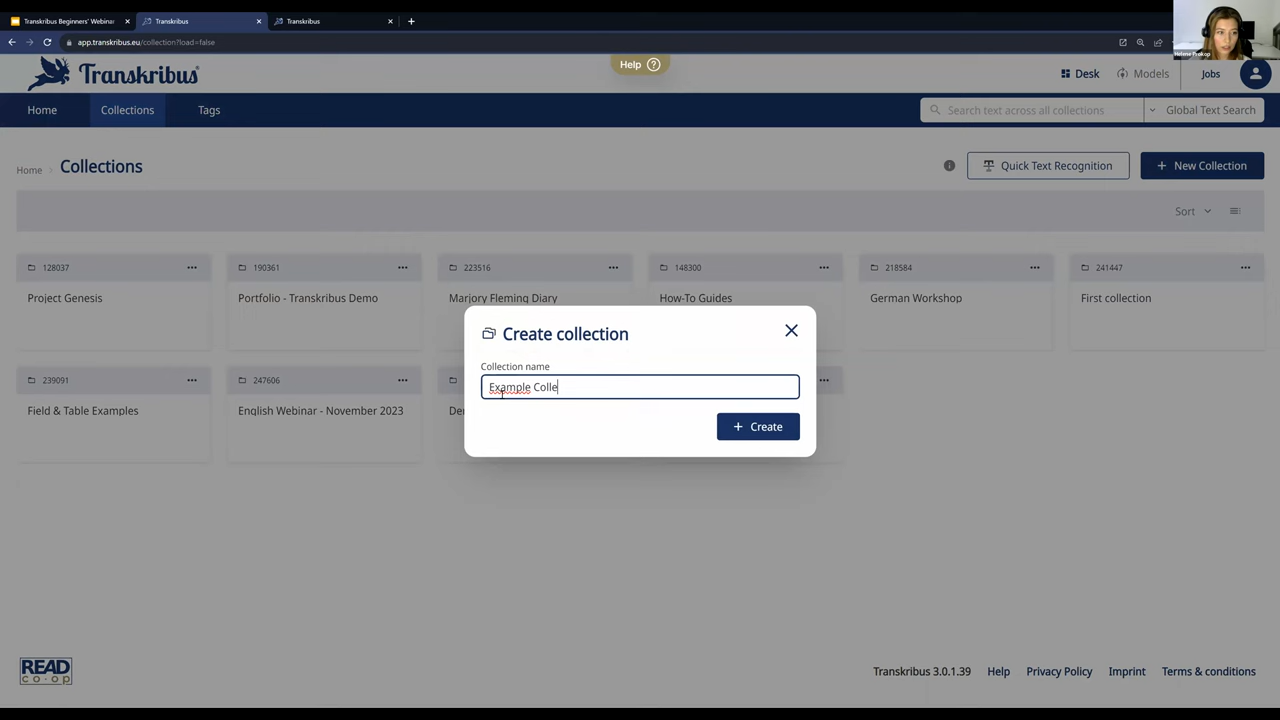 Transkribus Beginners' Webinar
Transkribus
Transkribus
app.transkribus.eu/collection?load=false
Helene Prokop
Transkribus
Help
Desk
Models
Jobs
Home
Collections
Tags
Search text across all collections
Global Text Search
Home
Collections
Quick Text Recognition
New Collection
Sort
128037
190361
223516
148300
218584
241447
Project Genesis
Portfolio - Transkribus Demo
Marjory Fleming Diary
How-To Guides
German Workshop
First collection
Create collection
Collection name
Example Colle
Create
239091
247606
Field & Table Examples
English Webinar - November 2023
READ
co-op
Transkribus 3.0.1.39
Help
Privacy Policy
Imprint
Terms & conditions